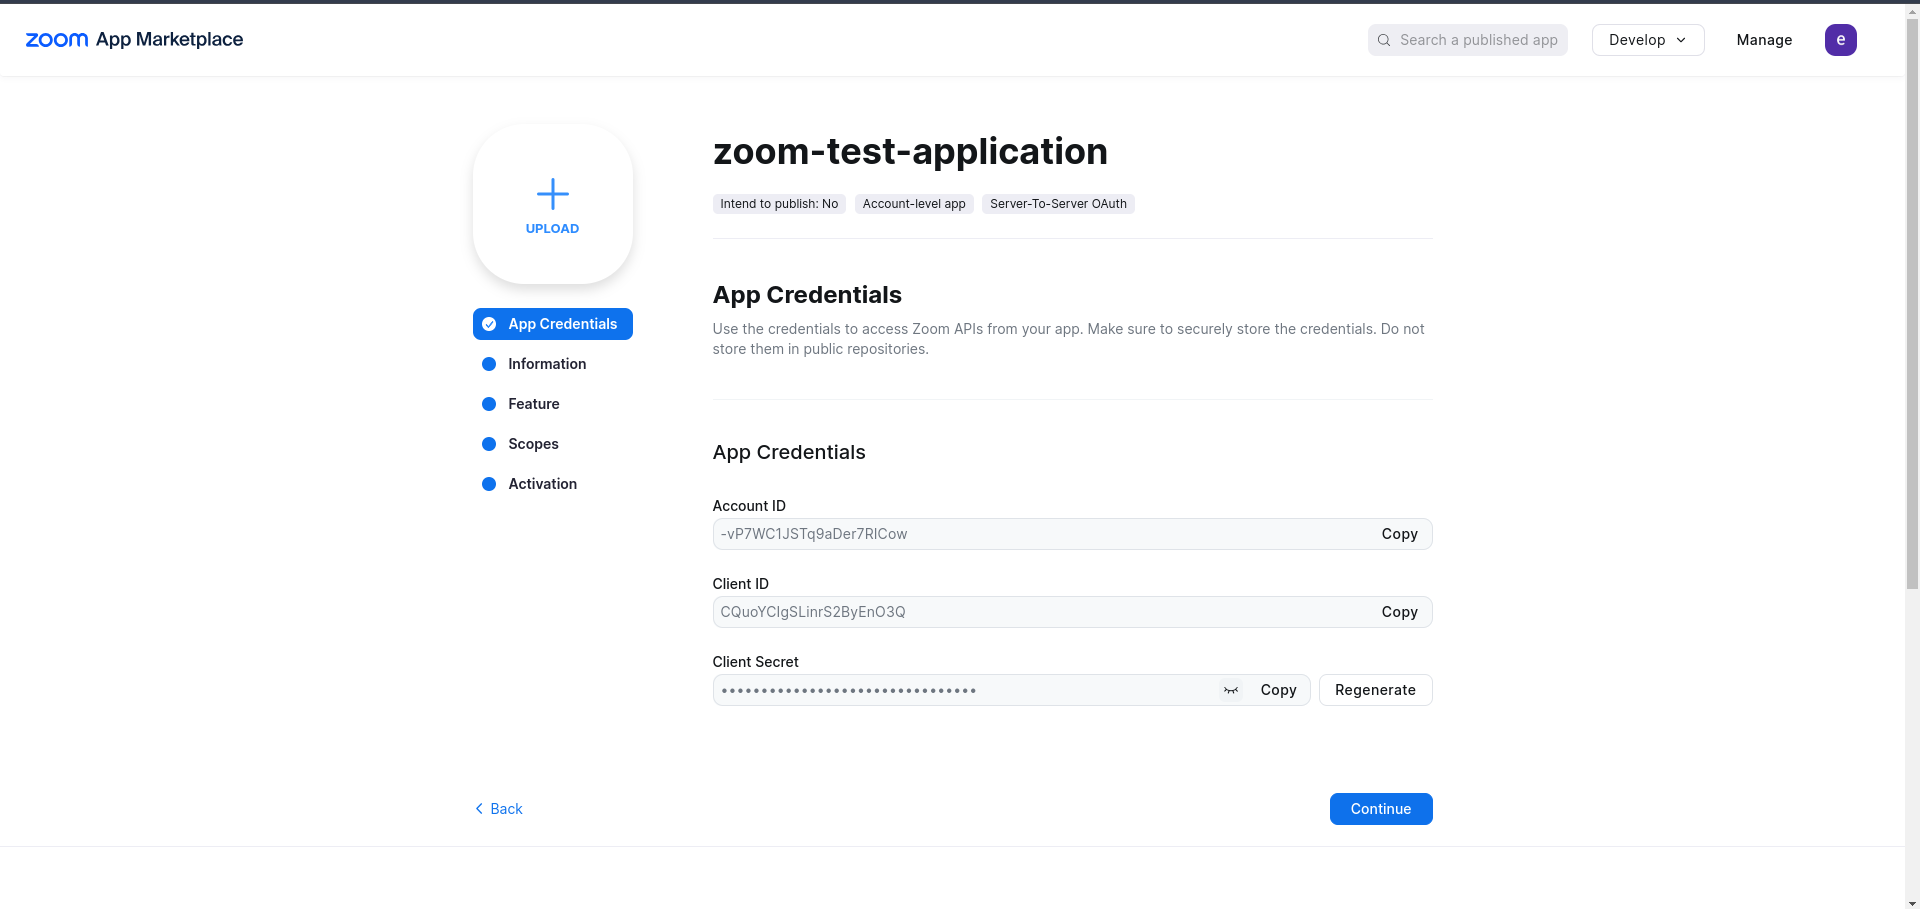 zoom App Marketplace
Search a published app
Develop
Manage
e
UPLOAD
App Credentials
Information
Feature
Scopes
Activation
zoom-test-application
Intend to publish: No
Account-level app
Server-To-Server OAuth
App Credentials
Use the credentials to access Zoom APIs from your app. Make sure to securely store the credentials. Do not
store them in public repositories.
App Credentials
Account ID
-vP7WC1JSTq9aDer7RlCow
Copy
Client ID
CQuoYClgSLinrS2ByEnO3Q
Copy
Client Secret
••••••••••••••••••••••••••••••••
Copy
Regenerate
Back
Continue